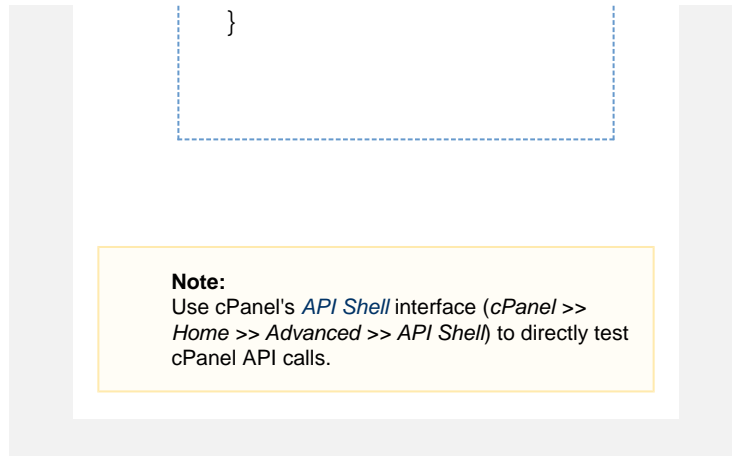 }
Note:
Use cPanel's API Shell interface (cPanel >>
Home >> Advanced >> API Shell) to directly test
cPanel API calls.